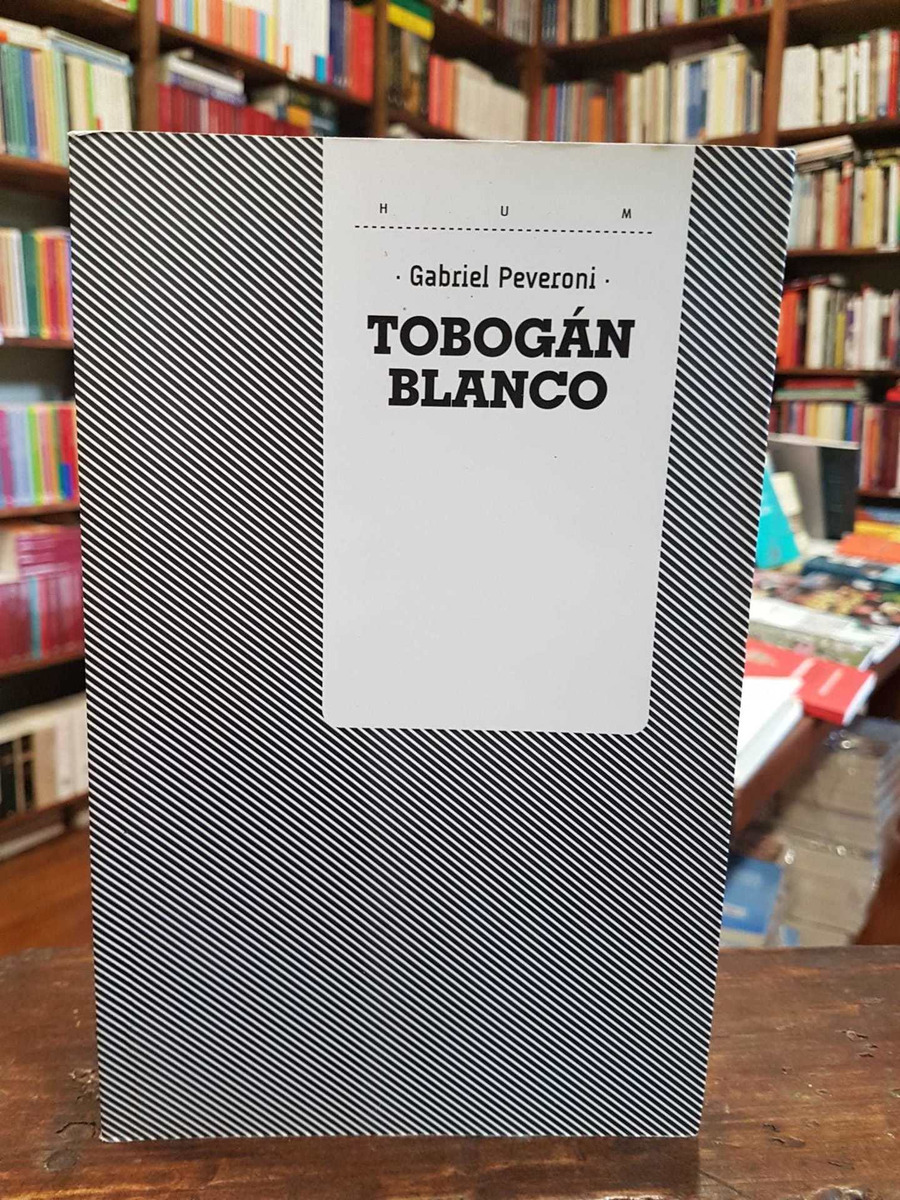 H U M
· Gabriel Peveroni ·
TOBOGÁN
BLANCO